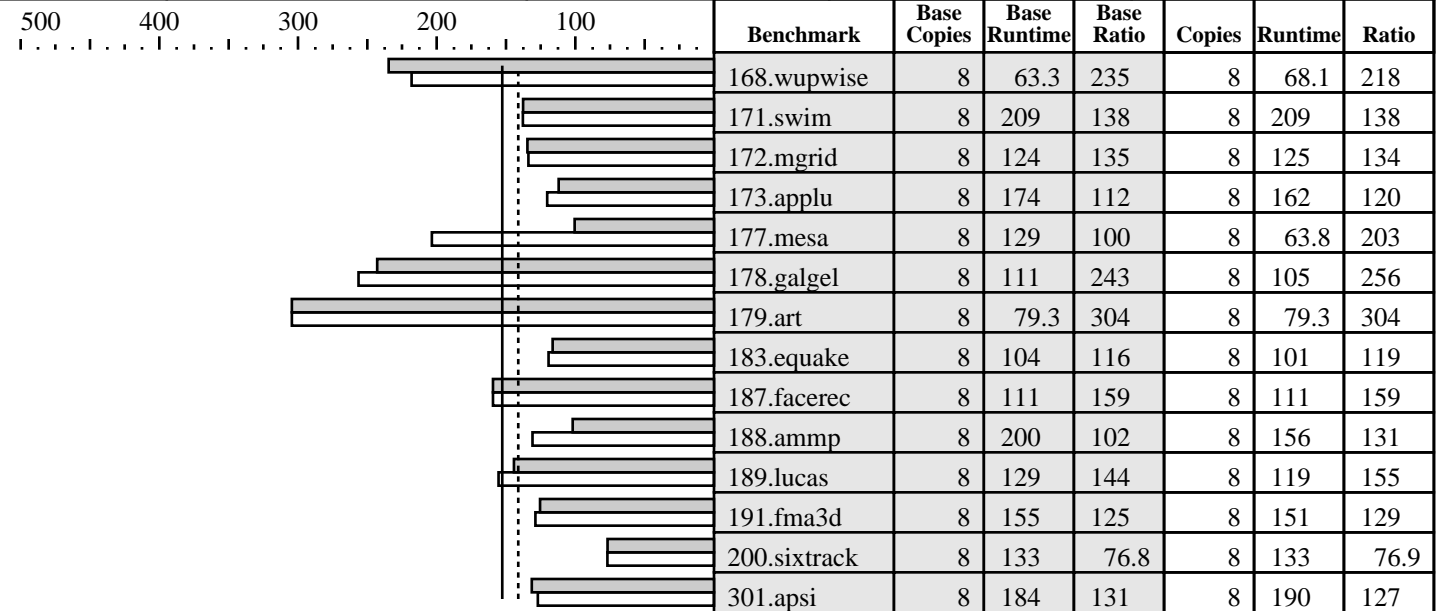 500 400 300 200 100
Benchmark Base Copies Base Runtime Base Ratio Copies Runtime Ratio
168.wupwise 8 63.3 235 8 68.1 218
171.swim 8 209 138 8 209 138
172.mgrid 8 124 135 8 125 134
173.applu 8 174 112 8 162 120
177.mesa 8 129 100 8 63.8 203
178.galgel 8 111 243 8 105 256
179.art 8 79.3 304 8 79.3 304
183.equake 8 104 116 8 101 119
187.facerec 8 111 159 8 111 159
188.ammp 8 200 102 8 156 131
189.lucas 8 129 144 8 119 155
191.fma3d 8 155 125 8 151 129
200.sixtrack 8 133 76.8 8 133 76.9
301.apsi 8 184 131 8 190 127